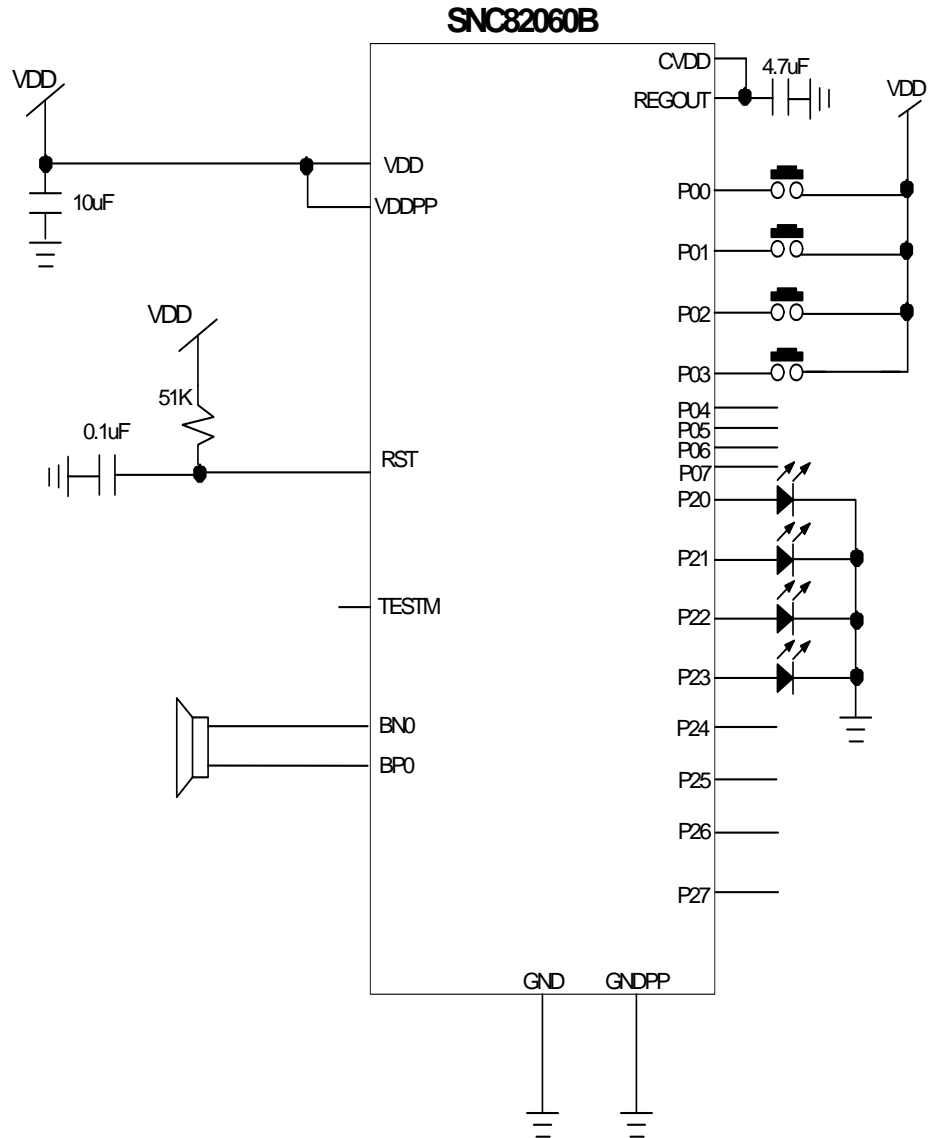 SNC82060B
VDD
10uF
VDD
51K
0.1uF
VDD
VDDPP
RST
TESTM
BN0
BP0
CVDD
REGOUT
4.7uF
VDD
P00
P01
P02
P03
P04
P05
P06
P07
P20
P21
P22
P23
P24
P25
P26
P27
GND
GNDPP